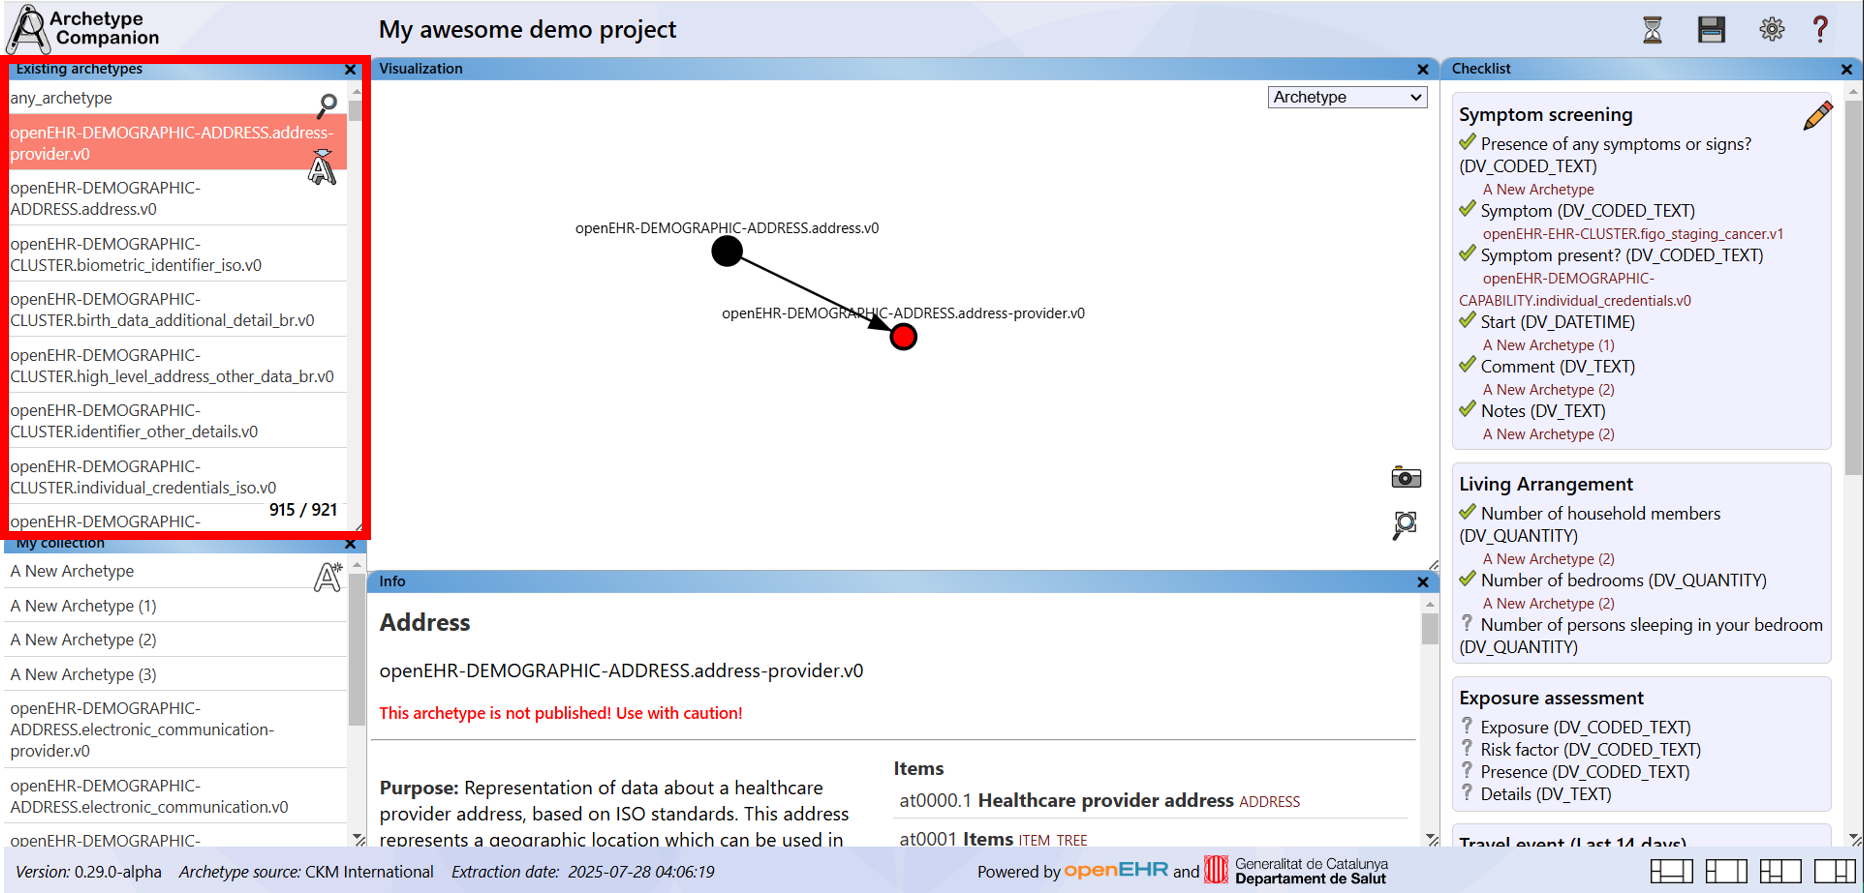 Archetype
Companion
My awesome demo project
?
Existing archetypes
any_archetype
openEHR-DEMOGRAPHIC-ADDRESS.address-
provider.v0
openEHR-DEMOGRAPHIC-
ADDRESS.address.v0
openEHR-DEMOGRAPHIC-
CLUSTER.biometric_identifier_iso.v0
openEHR-DEMOGRAPHIC-
CLUSTER.birth_data_additional_detail_br.v0
openEHR-DEMOGRAPHIC-
CLUSTER.high_level_address_other_data_br.v0
openEHR-DEMOGRAPHIC-
CLUSTER.identifier_other_details.v0
openEHR-DEMOGRAPHIC-
CLUSTER.individual_credentials_iso.v0
915 / 921
openEHR-DEMOGRAPHIC-
My collection
A New Archetype
A New Archetype (1)
A New Archetype (2)
A New Archetype (3)
openEHR-DEMOGRAPHIC-
ADDRESS.electronic_communication-
provider.v0
openEHR-DEMOGRAPHIC-
ADDRESS.electronic_communication.v0
openEHR-DEMOGRAPHIC-
Visualization
Archetype
openEHR-DEMOGRAPHIC-ADDRESS.address.v0
openEHR-DEMOGRAPHIC-ADDRESS.address-provider.v0
Info
Address
openEHR-DEMOGRAPHIC-ADDRESS.address-provider.v0
This archetype is not published! Use with caution!
Purpose: Representation of data about a healthcare
provider address, based on ISO standards. This address
represents a geographic location which can be used in
Items
at0000.1 Healthcare provider address ADDRESS
at0001 Items ITEM_TREE
Checklist
Symptom screening
Presence of any symptoms or signs?
(DV_CODED_TEXT)
A New Archetype
Symptom (DV_CODED_TEXT)
openEHR-EHR-CLUSTER.figo_staging_cancer.v1
Symptom present? (DV_CODED_TEXT)
openEHR-DEMOGRAPHIC-
CAPABILITY.individual_credentials.v0
Start (DV_DATETIME)
A New Archetype (1)
Comment (DV_TEXT)
A New Archetype (2)
Notes (DV_TEXT)
A New Archetype (2)
Living Arrangement
Number of household members
(DV_QUANTITY)
A New Archetype (2)
Number of bedrooms (DV_QUANTITY)
A New Archetype (2)
? Number of persons sleeping in your bedroom
(DV_QUANTITY)
Exposure assessment
? Exposure (DV_CODED_TEXT)
? Risk factor (DV_CODED_TEXT)
? Presence (DV_CODED_TEXT)
? Details (DV_TEXT)
Travel event (Last 14 days)
Version: 0.29.0-alpha Archetype source: CKM International Extraction date: 2025-07-28 04:06:19
Powered by openEHR and Generalitat de Catalunya
Departament de Salut